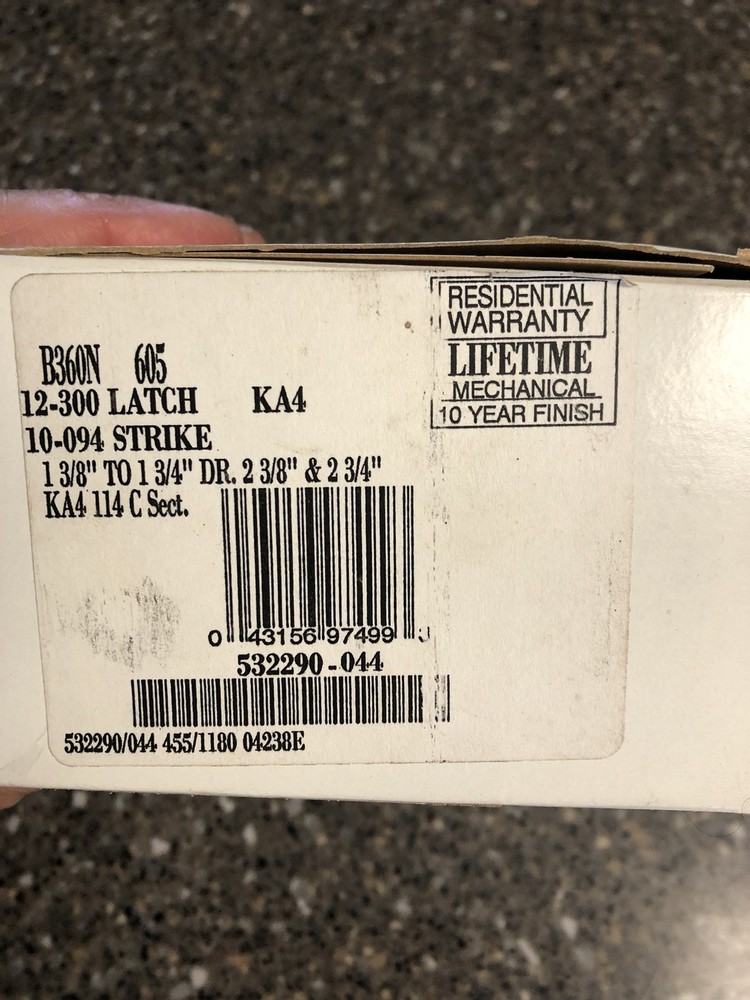 B360N 605
12-300 LATCH KA4
10-094 STRIKE
1 3/8" TO 1 3/4" DR. 2 3/8" & 2 3/4"
KA4 114 C Sect.
RESIDENTIAL
WARRANTY
LIFETIME
MECHANICAL
10 YEAR FINISH
0 43156 97499
532290-044
532290/044 455/1180 04238E